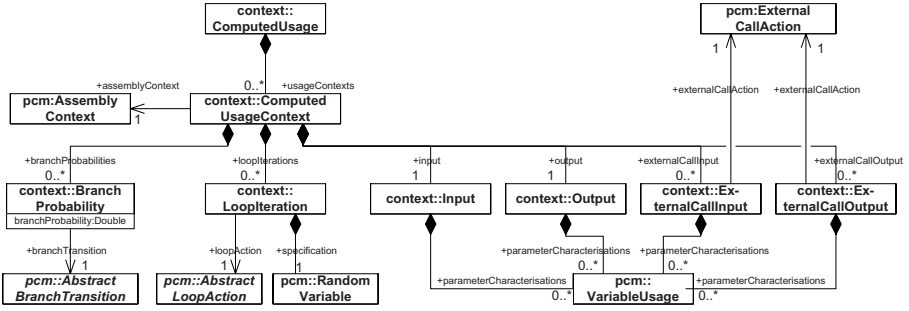 context::
ComputedUsage
pcm:External
CallAction
1
1
+assemblyContext
0..*
+usageContexts
+externalCallAction
+externalCallAction
pcm:Assembly
Context
1
context::Computed
UsageContext
+branchProbabilities
0..*
+loopIterations
0..*
+input
1
+output
1
+externalCallInput
0..*
+externalCallOutput
0..*
context::Branch
Probability
branchProbability:Double
context::
LoopIteration
context::Input
context::Output
context::Ex-
ternalCallInput
context::Ex-
ternalCallOutput
+branchTransition
1
+loopAction
1
+specification
1
+parameterCharacterisations
0..*
+parameterCharacterisations
0..*
+parameterCharacterisations
0..*
+parameterCharacterisations
0..*
pcm::Abstract
BranchTransition
pcm::Abstract
LoopAction
pcm::Random
Variable
pcm::
VariableUsage